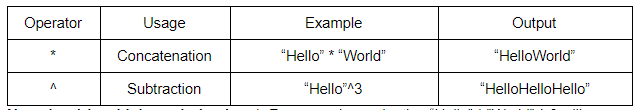 Operator Usage Example Output
* Concatenation “Hello” * “World” “HelloWorld”
^ Subtraction “Hello”^3 “HelloHelloHello”